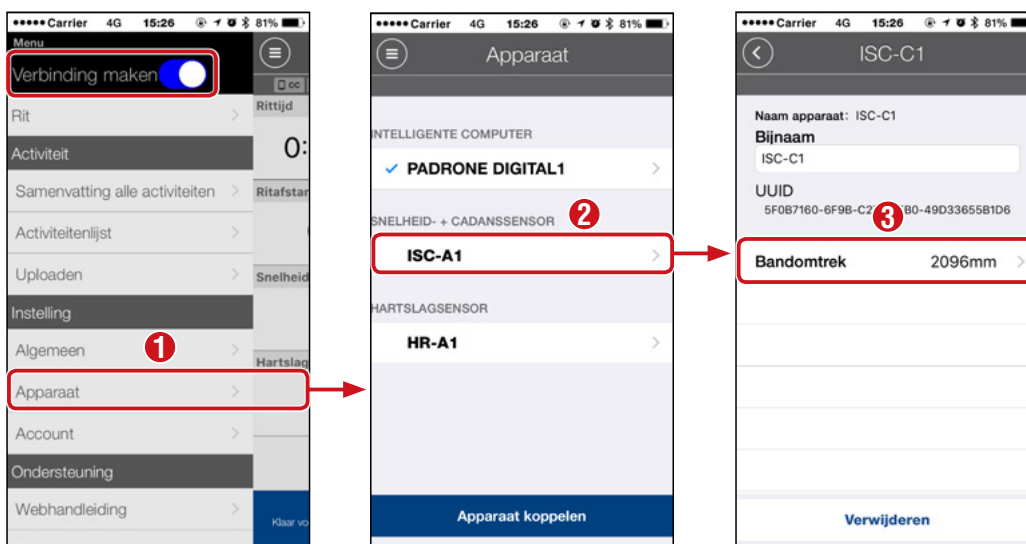 Carrier 4G 15:26 81%
Menu
Verbinding maken
Rit
Activiteit
Samenvatting alle activiteiten
Activiteitenlijst
Uploaden
Instelling
1
Algemeen
Apparaat
Account
Ondersteuning
Webhandleiding
CC
Rittijd
0:
Ritafstan
Snelheid
Hartslag
Klaar vo
Carrier 4G 15:26 81%
Apparaat
INTELLIGENTE COMPUTER
PADRONE DIGITAL1
SNELHEID- + CADANSSENSOR
2
ISC-A1
HARTSLAGSENSOR
HR-A1
Apparaat koppelen
Carrier 4G 15:26 81%
ISC-C1
Naam apparaat: ISC-C1
Bijnaam
ISC-C1
UUID
5F0B7160-6F9B-C2 B0-49D33655B1D6
3
Bandomtrek 2096mm
Verwijderen